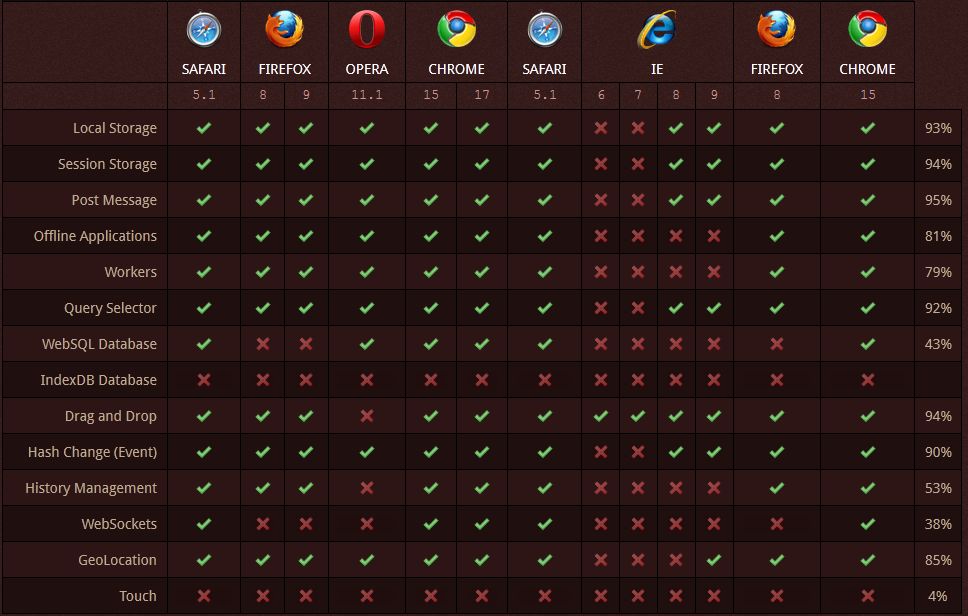 SAFARI FIREFOX OPERA CHROME SAFARI IE FIREFOX CHROME
5.1 8 9 11.1 15 17 5.1 6 7 8 9 8 15
Local Storage 93%
Session Storage 94%
Post Message 95%
Offline Applications 81%
Workers 79%
Query Selector 92%
WebSQL Database 43%
IndexDB Database
Drag and Drop 94%
Hash Change (Event) 90%
History Management 53%
WebSockets 38%
GeoLocation 85%
Touch 4%